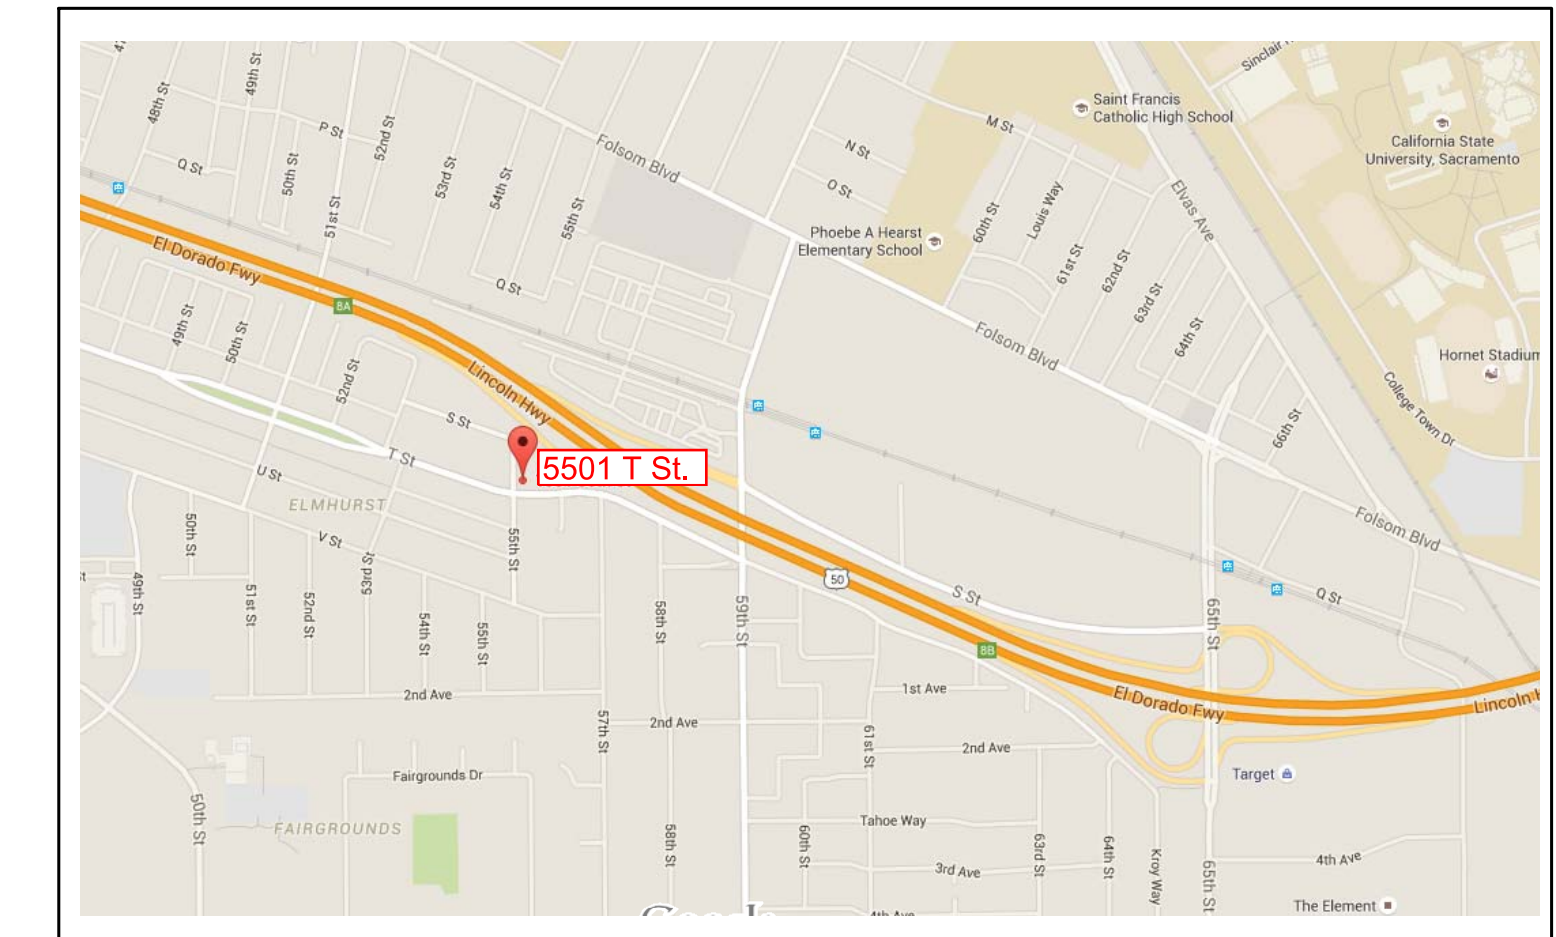 47
49th St
Sinclair
48th St
P St
52nd St
Q St
50th St
51st St
53rd St
54th St
55th St
Folsom Blvd
M St
N St
O St
Saint Francis
Catholic High School
California State
University, Sacramento
Elvas Ave
Louis Way
60th St
61st St
62nd St
63rd St
64th St
Phoebe A Hearst
Elementary School
El Dorado Fwy
8A
Q St
49th St
50th St
52nd St
Lincoln Hwy
Folsom Blvd
Hornet Stadium
College Town Dr
66th St
S St
T St
5501 T St.
U St
ELMHURST
V St
50th St
55th St
Folsom Blvd
49th St
51st St
52nd St
53rd St
54th St
55th St
58th St
59th St
50
S St
65th St
Q St
8B
2nd Ave
1st Ave
El Dorado Fwy
Lincoln H
57th St
2nd Ave
61st St
2nd Ave
Fairgrounds Dr
Target
50th St
FAIRGROUNDS
58th St
60th St
Tahoe Way
63rd St
64th St
Kroy Way
65th St
3rd Ave
4th Ave
The Element
4th Ave
Google